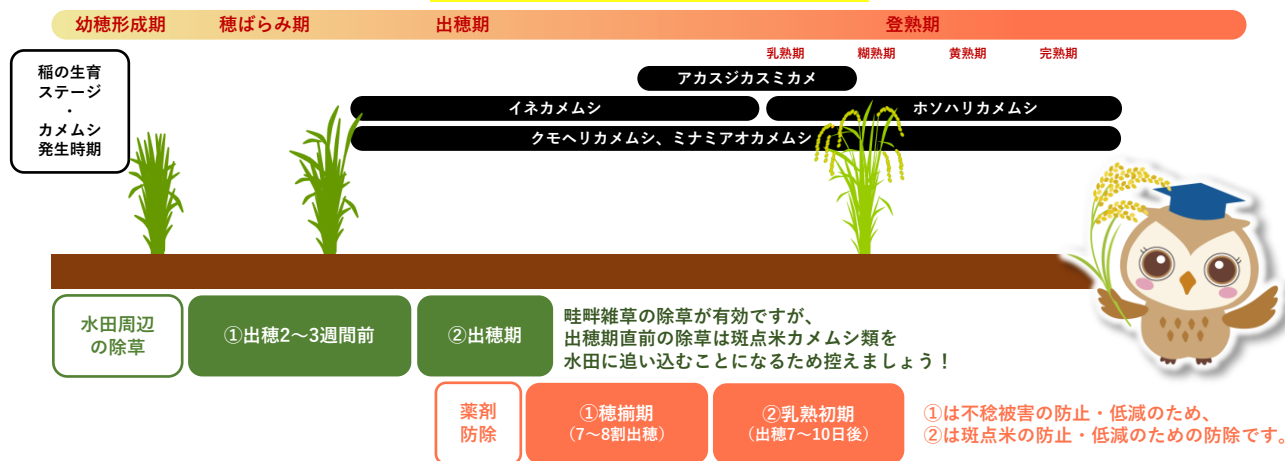 幼穂形成期 穂ばらみ期 出穂期 登熟期
乳熟期 糊熟期 黄熟期 完熟期
稲の生育
ステージ
・
カメムシ
発生時期
アカスジカスミカメ
イネカメムシ ホソハリカメムシ
クモヘリカメムシ、ミナミアオカメムシ
水田周辺
の除草
①出穂2～3週間前
②出穂期
畦畔雑草の除草が有効ですが、
出穂期直前の除草は斑点米カメムシ類を
水田に追い込むことになるため控えましょう！
薬剤
防除
①穂揃期
（7～8割出穂）
②乳熟初期
（出穂7～10日後）
①は不稔被害の防止・低減のため、
②は斑点米の防止・低減のための防除です。